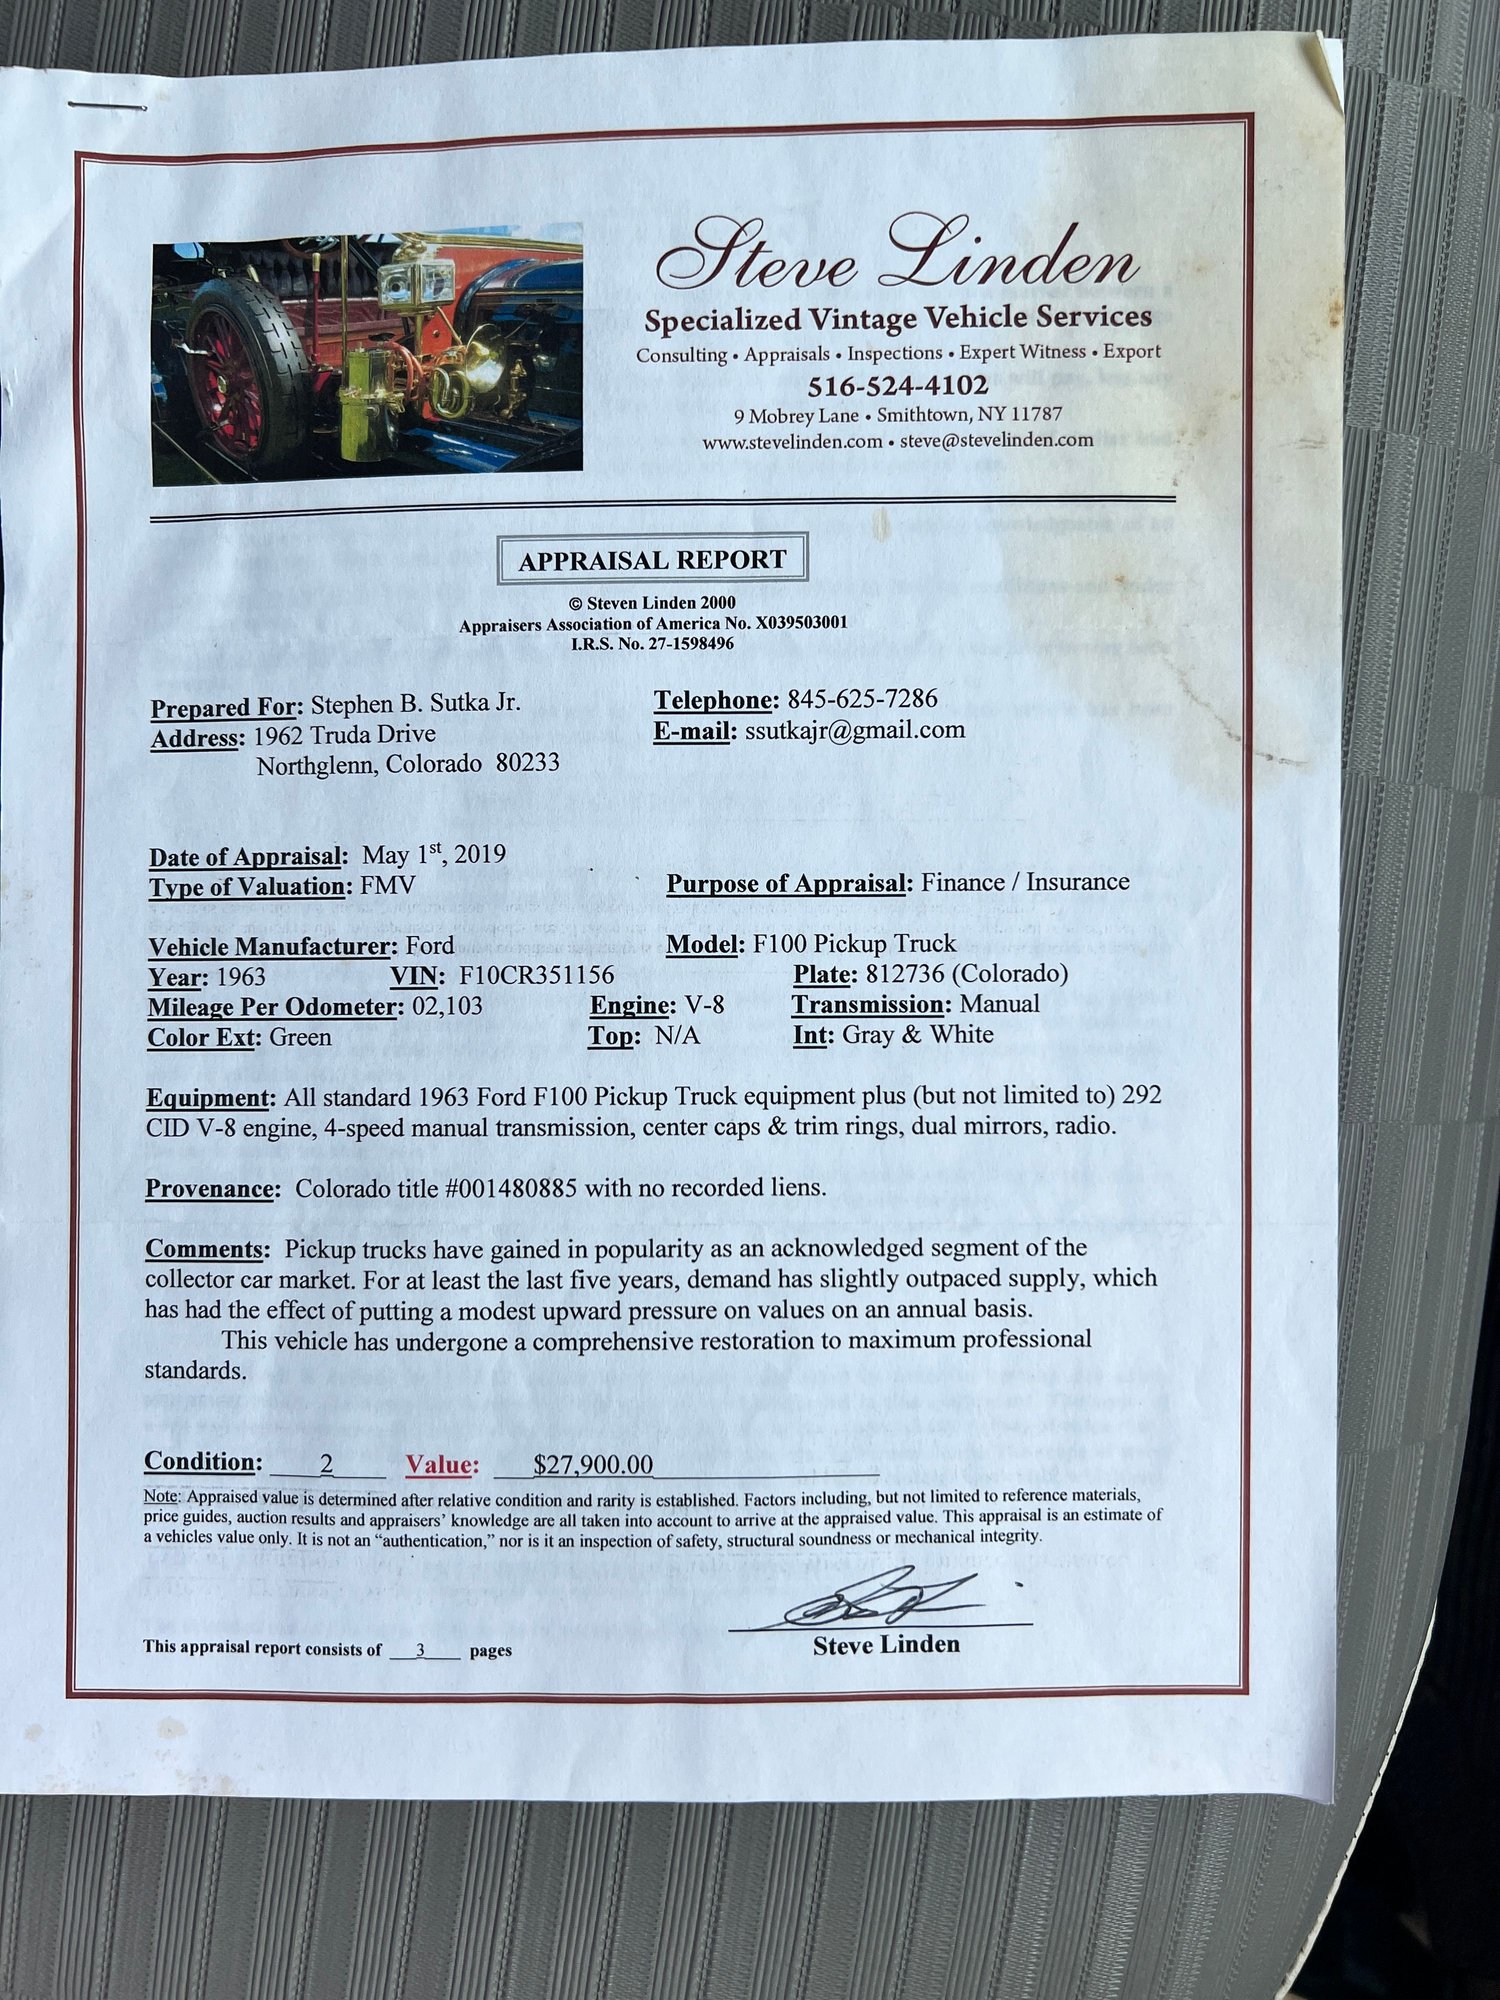 Steve Linden
Specialized Vintage Vehicle Services
Consulting • Appraisals • Inspections • Expert Witness • Export
516-524-4102
9 Mobrey Lane • Smithtown, NY 11787
www.stevelinden.com • steve@stevelinden.com
APPRAISAL REPORT
© Steven Linden 2000
Appraisers Association of America No. X039503001
I.R.S. No. 27-1598496
Prepared For: Stephen B. Sutka Jr. Telephone: 845-625-7286
Address: 1962 Truda Drive E-mail: ssutkajr@gmail.com
Northglenn, Colorado 80233
Date of Appraisal: May 1st, 2019
Type of Valuation: FMV Purpose of Appraisal: Finance / Insurance
Vehicle Manufacturer: Ford Model: F100 Pickup Truck
Year: 1963 VIN: F10CR351156 Plate: 812736 (Colorado)
Mileage Per Odometer: 02,103 Engine: V-8 Transmission: Manual
Color Ext: Green Top: N/A Int: Gray & White
Equipment: All standard 1963 Ford F100 Pickup Truck equipment plus (but not limited to) 292
CID V-8 engine, 4-speed manual transmission, center caps & trim rings, dual mirrors, radio.
Provenance: Colorado title #001480885 with no recorded liens.
Comments: Pickup trucks have gained in popularity as an acknowledged segment of the
collector car market. For at least the last five years, demand has slightly outpaced supply, which
has had the effect of putting a modest upward pressure on values on an annual basis.
This vehicle has undergone a comprehensive restoration to maximum professional
standards.
Condition: 2 Value: $27,900.00
Note: Appraised value is determined after relative condition and rarity is established. Factors including, but not limited to reference materials,
price guides, auction results and appraisers' knowledge are all taken into account to arrive at the appraised value. This appraisal is an estimate of
a vehicles value only. It is not an "authentication," nor is it an inspection of safety, structural soundness or mechanical integrity.
This appraisal report consists of 3 pages
Steve Linden